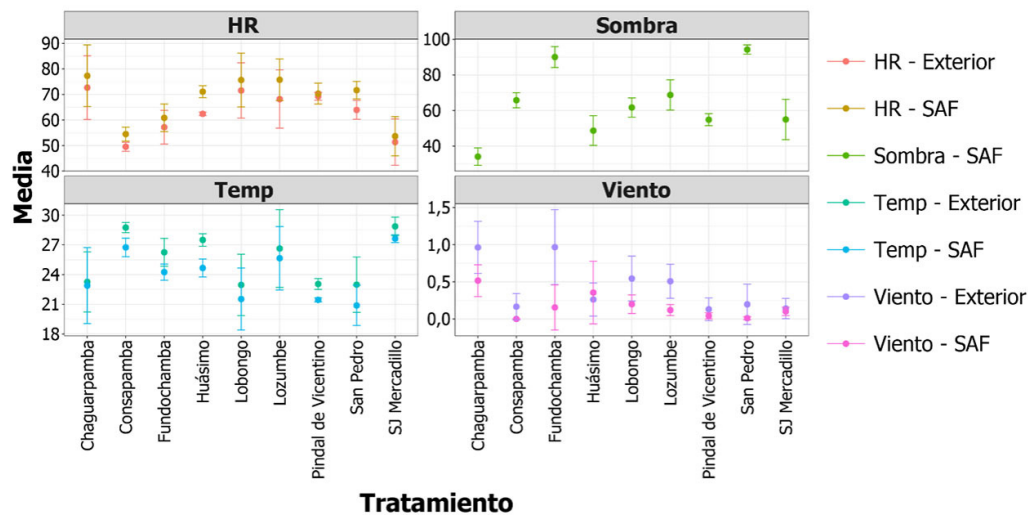 HR
Sombra
90
80
70
60
50
40
100
80
60
40
Temp
Viento
30
27
24
21
18
1,5
1,0
0,5
0,0
Media
Chaguarpamba
Consapamba
Fundochamba
Huásimo
Lobongo
Lozumbe
Pindal de Vicentino
San Pedro
SJ Mercadillo
Chaguarpamba
Consapamba
Fundochamba
Huásimo
Lobongo
Lozumbe
Pindal de Vicentino
San Pedro
SJ Mercadillo
Tratamiento
HR - Exterior
HR - SAF
Sombra - SAF
Temp - Exterior
Temp - SAF
Viento - Exterior
Viento - SAF